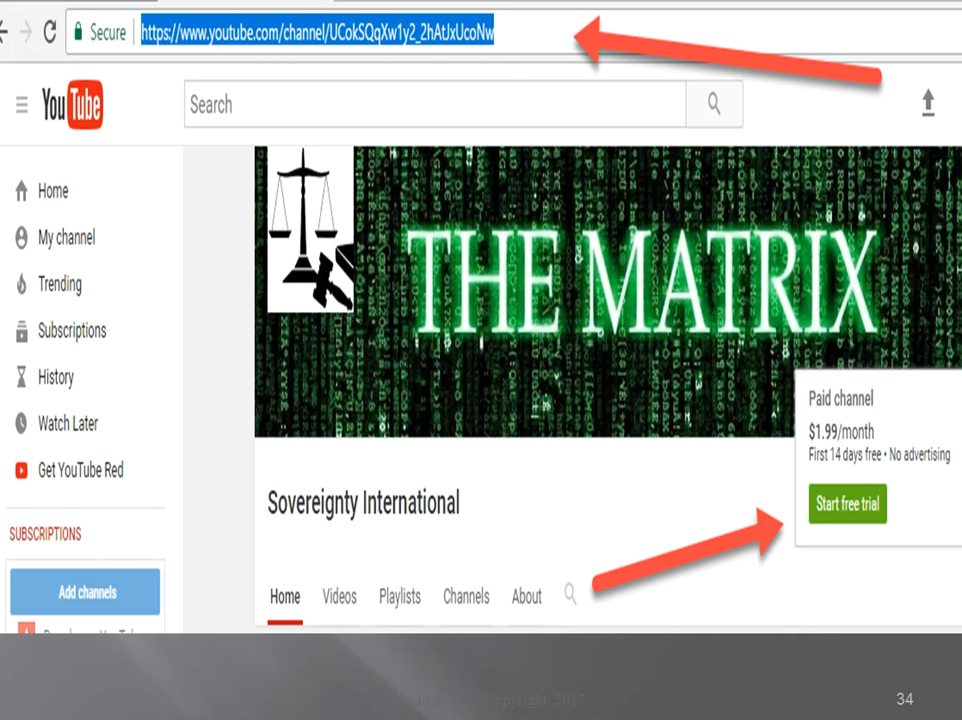 Secure https://www.youtube.com/channel/UCokSQqXw1y2_2hAtJxUcoNw
YouTube
Search
Home
My channel
Trending
Subscriptions
History
Watch Later
Get YouTube Red
SUBSCRIPTIONS
Add channels
THE MATRIX
Paid channel
$1.99/month
First 14 days free • No advertising
Start free trial
Sovereignty International
Home Videos Playlists Channels About
Copyright 2017
34